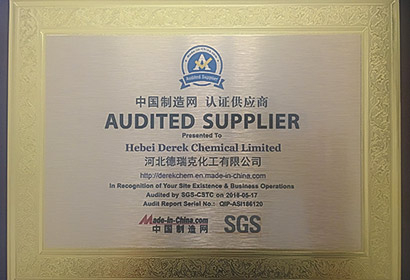 Audited Supplier
中国制造网 认证供应商
AUDITED SUPPLIER
Presented To
Hebei Derek Chemical Limited
河北德瑞克化工有限公司
http://derekchem.en.made-in-china.com
In Recognition of Your Site Existence & Business Operations
Audited by SGS-CSTC on 2016-05-17
Audit Report Serial No.: QIP-ASI166120
Made-in-China.com
中国制造网
SGS